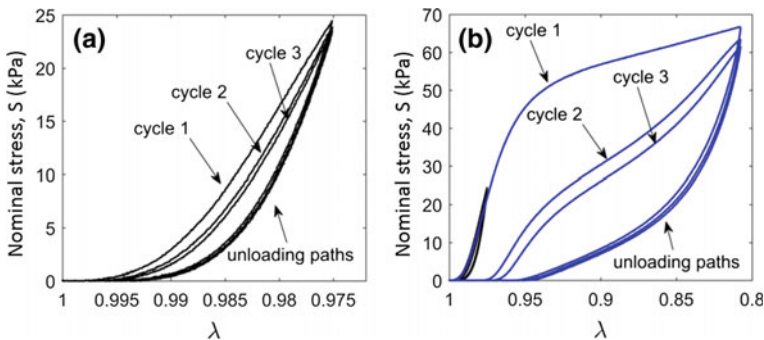 (a)
Nominal stress, S (kPa)
25
20
15
10
5
0
cycle 1
cycle 2
cycle 3
unloading paths
1 0.995 0.99 0.985 0.98 0.975
λ
(b)
Nominal stress, S (kPa)
70
60
50
40
30
20
10
0
cycle 1
cycle 2
cycle 3
unloading paths
1 0.95 0.9 0.85 0.8
λ